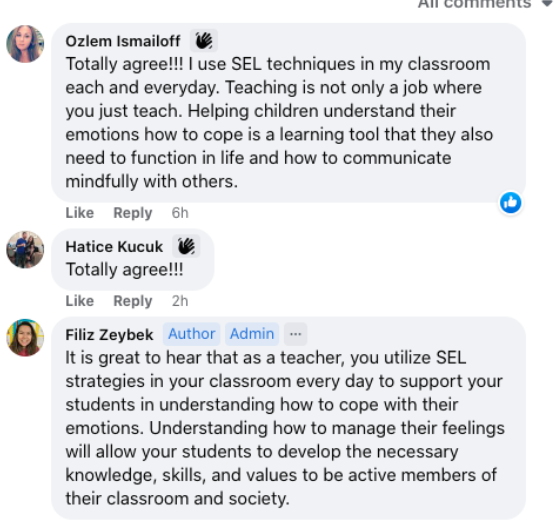 All comments
Ozlem Ismailoff
Totally agree!!! I use SEL techniques in my classroom
each and everyday. Teaching is not only a job where
you just teach. Helping children understand their
emotions how to cope is a learning tool that they also
need to function in life and how to communicate
mindfully with others.
Like Reply 6h
Hatice Kucuk
Totally agree!!!
Like Reply 2h
Filiz Zeybek Author Admin ...
It is great to hear that as a teacher, you utilize SEL
strategies in your classroom every day to support your
students in understanding how to cope with their
emotions. Understanding how to manage their feelings
will allow your students to develop the necessary
knowledge, skills, and values to be active members of
their classroom and society.